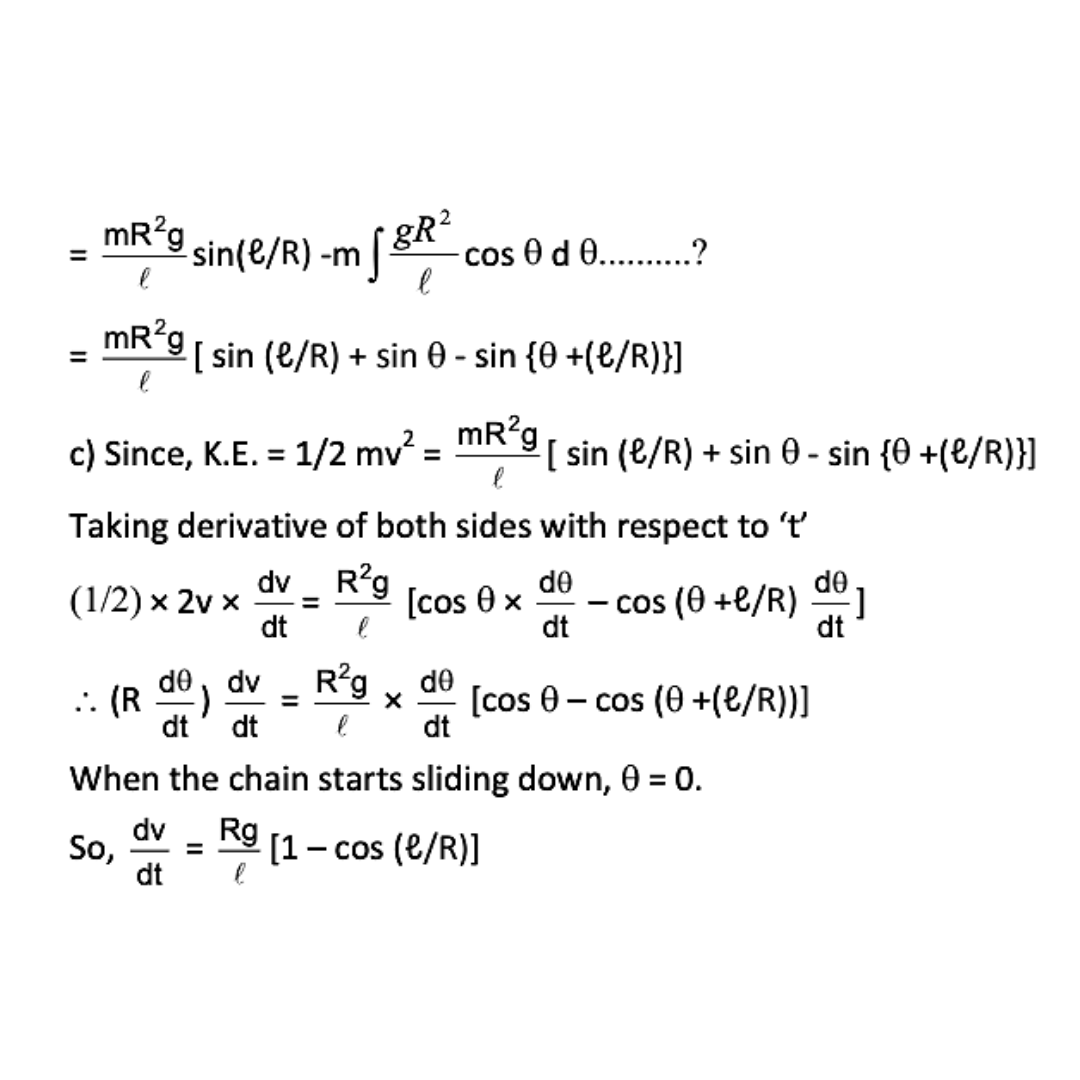 = mR²g/ℓ sin(ℓ/R) -m ∫ gR²/ℓ cos θ d θ..........?
= mR²g/ℓ [ sin (ℓ/R) + sin θ - sin {θ +(ℓ/R)}]
c) Since, K.E. = 1/2 mv² = mR²g/ℓ [ sin (ℓ/R) + sin θ - sin {θ +(ℓ/R)}]
Taking derivative of both sides with respect to ‘t’
(1/2) × 2v × dv/dt = R²g/ℓ [cos θ × dθ/dt – cos (θ +ℓ/R) dθ/dt]
∴ (R dθ/dt) dv/dt = R²g/ℓ × dθ/dt [cos θ – cos (θ +(ℓ/R))]
When the chain starts sliding down, θ = 0.
So, dv/dt = Rg/ℓ [1 – cos (ℓ/R)]